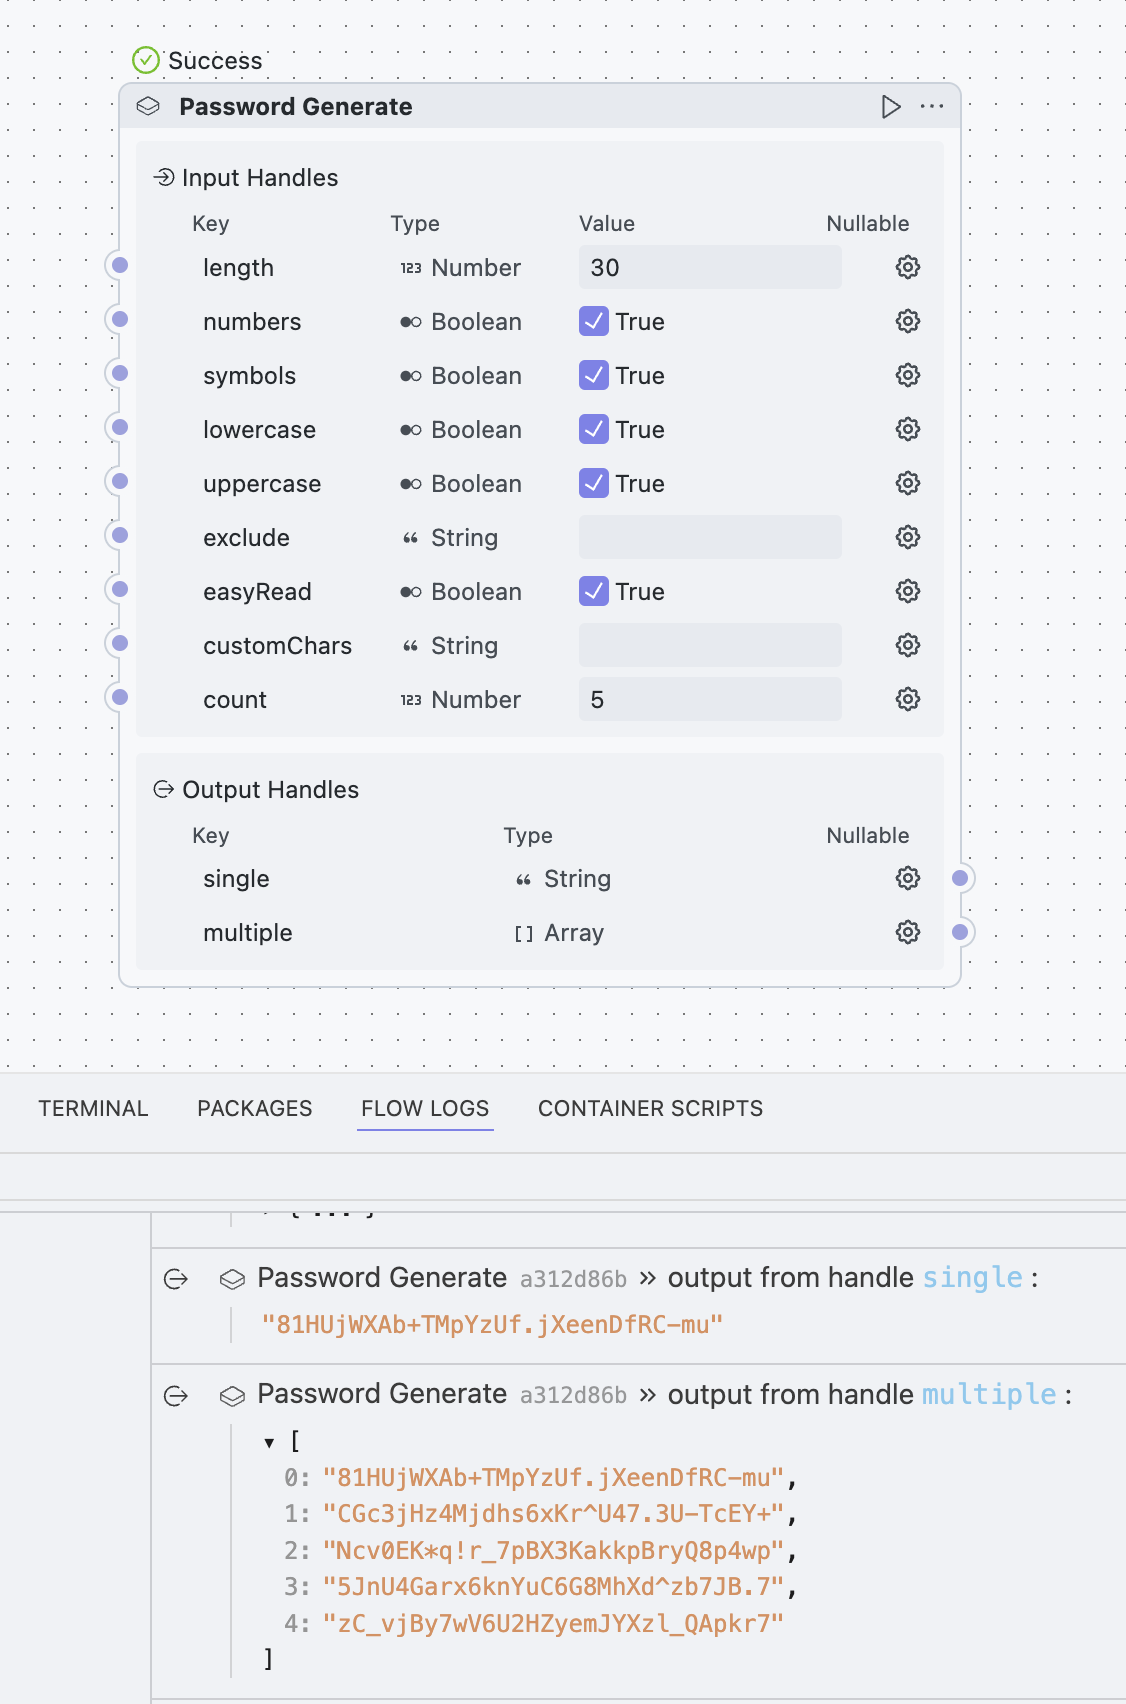 Success
Password Generate
Input Handles
Key Type Value Nullable
length 123 Number 30
numbers Boolean True
symbols Boolean True
lowercase Boolean True
uppercase Boolean True
exclude “ String
easyRead Boolean True
customChars “ String
count 123 Number 5
Output Handles
Key Type Nullable
single “ String
multiple [ ] Array
TERMINAL PACKAGES FLOW LOGS CONTAINER SCRIPTS
{ ... }
Password Generate a312d86b » output from handle single :
"81HUjWXAb+TMpYzUf.jXeenDfRC-mu"
Password Generate a312d86b » output from handle multiple :
▼ [
0: "81HUjWXAb+TMpYzUf.jXeenDfRC-mu",
1: "CGc3jHz4Mjdhs6xKr^U47.3U-TcEY+",
2: "Ncv0EK*q!r_7pBX3KakkpBryQ8p4wp",
3: "5JnU4Garx6knYuC6G8MhXd^zb7JB.7",
4: "zC_vjBy7wV6U2HZyemJYXzl_QApkr7"
]